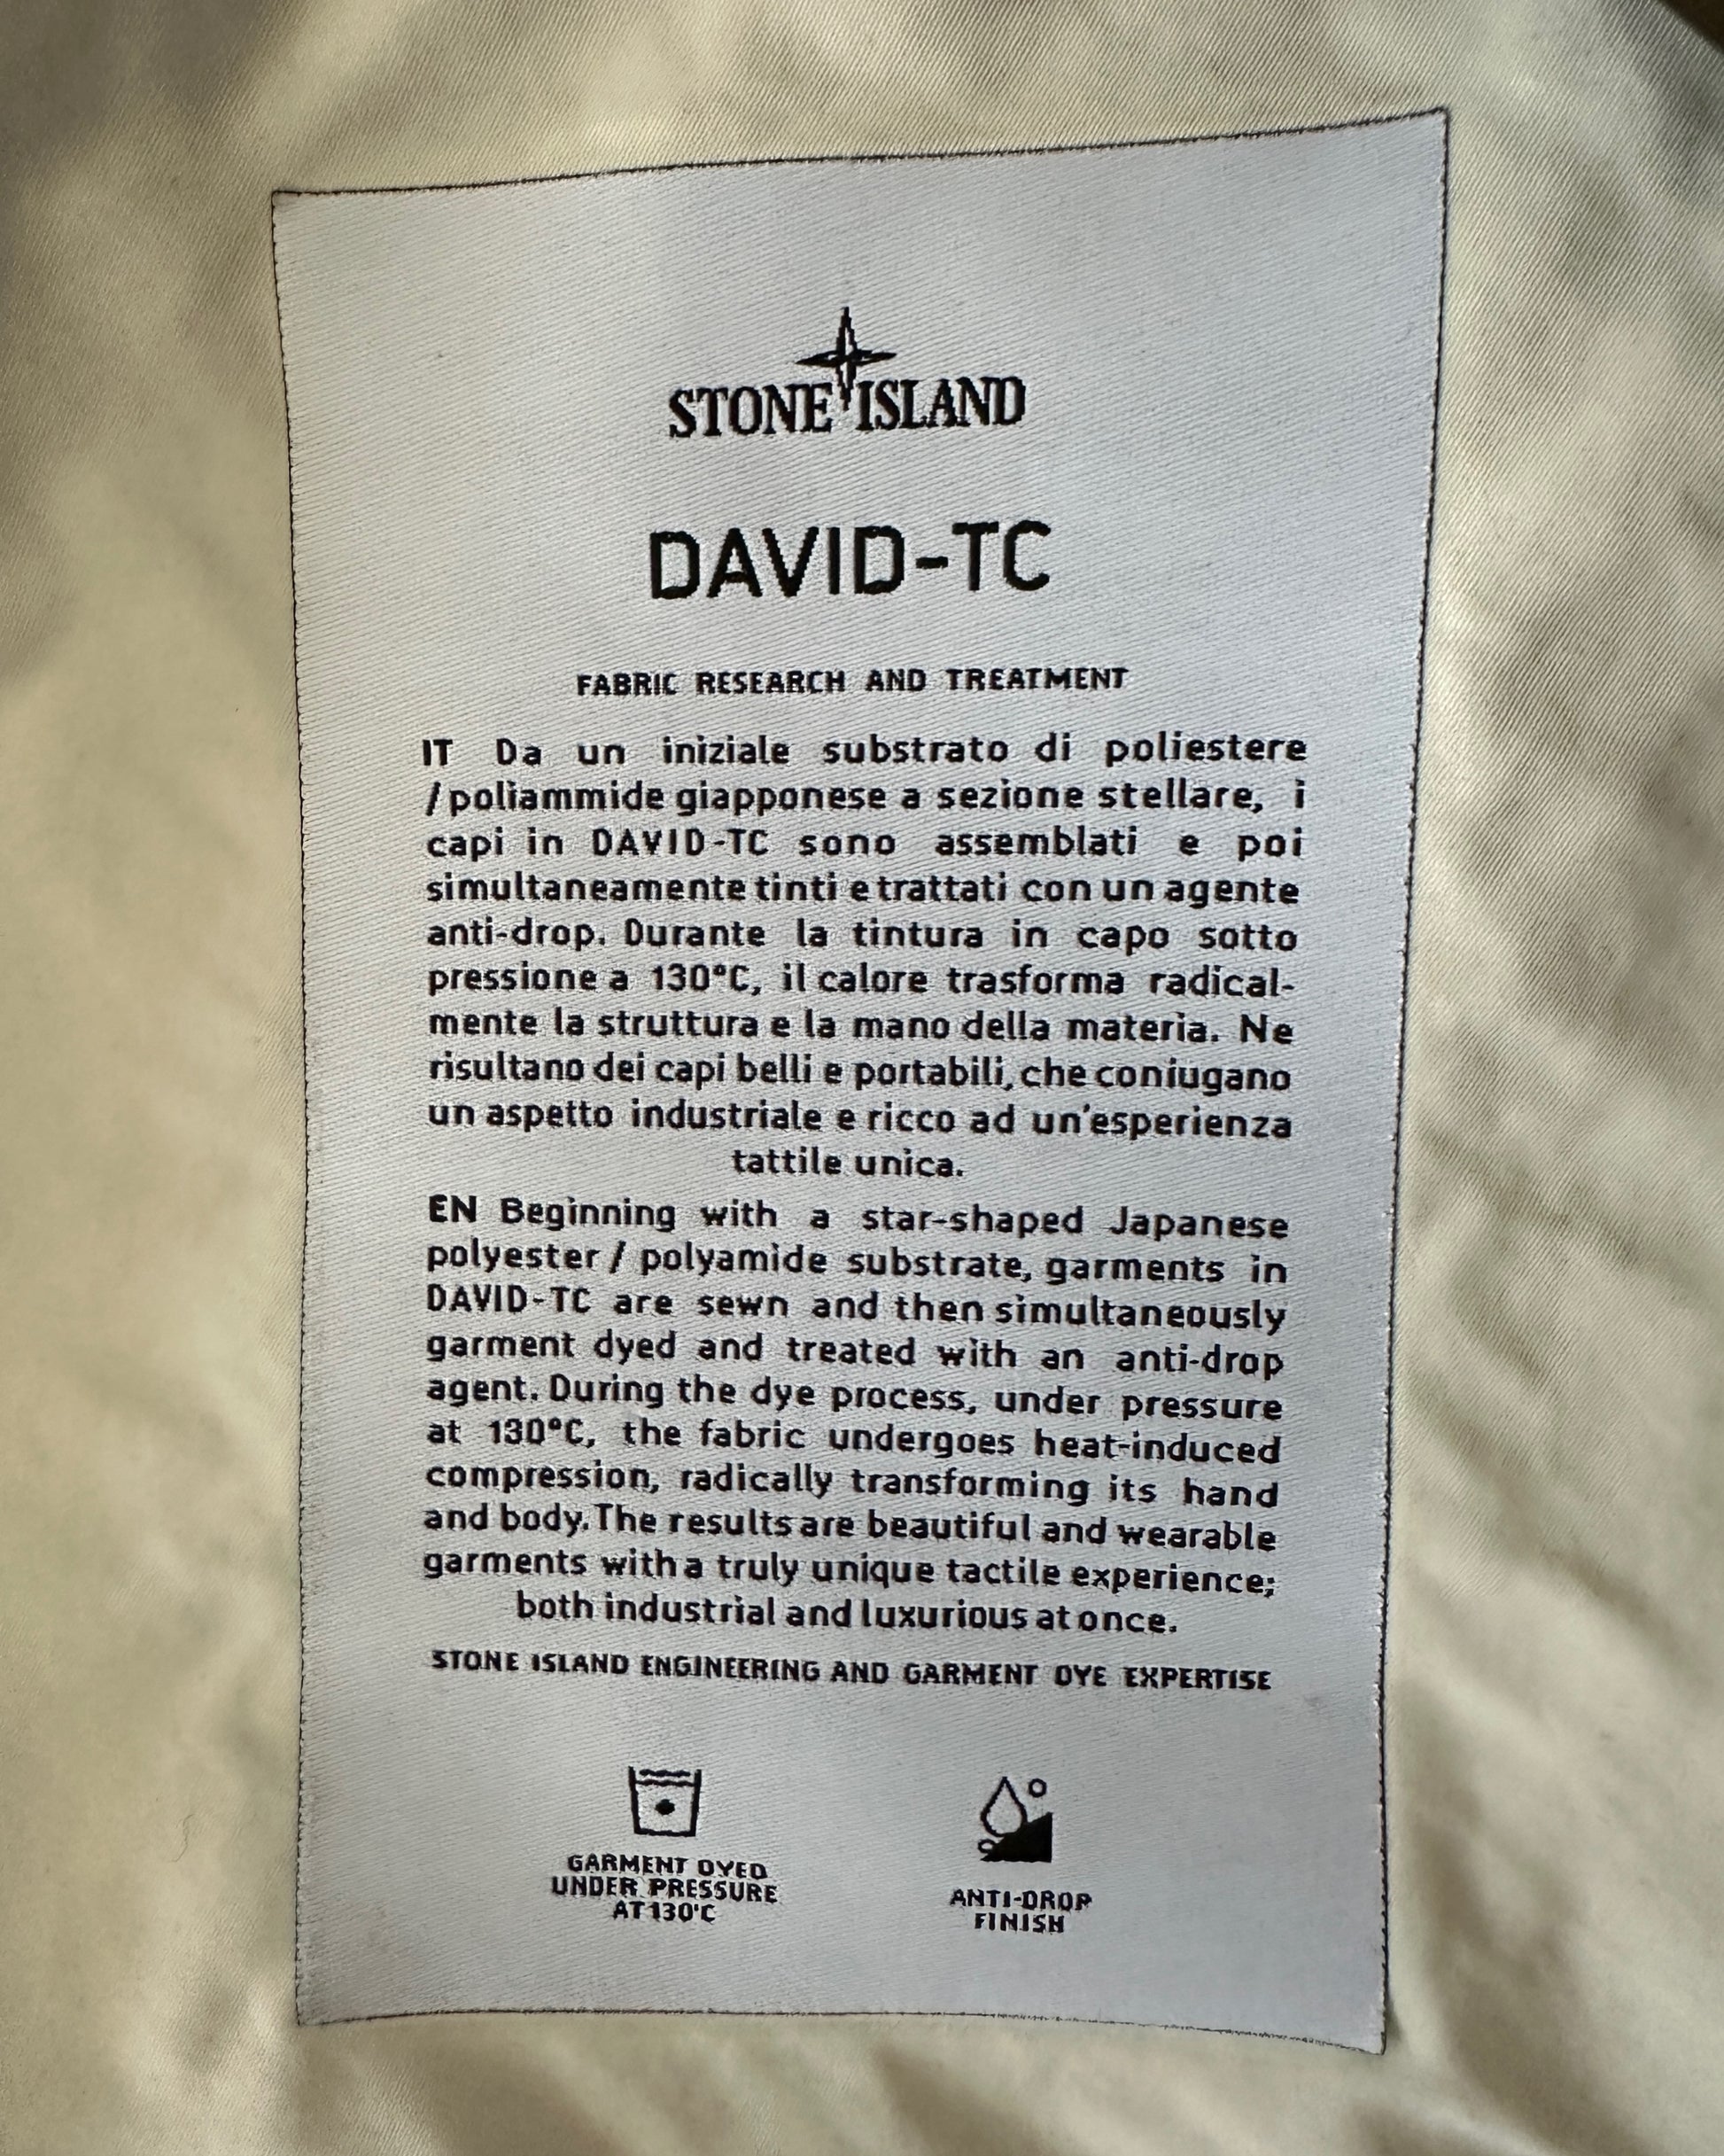 STONE ISLAND
DAVID-TC
FABRIC RESEARCH AND TREATMENT
IT Da un iniziale substrato di poliestere
/poliammide giapponese a sezione stellare, i
capi in DAVID-TC sono assemblati e poi
simultaneamente tinti e trattati con un agente
anti-drop. Durante la tintura in capo sotto
pressione a 130°C, il calore trasforma radical-
mente la struttura e la mano della materia. Ne
risultano dei capi belli e portabili, che coniugano
un aspetto industriale e ricco ad un'esperienza
tattile unica.
EN Beginning with a star-shaped Japanese
polyester / polyamide substrate, garments in
DAVID-TC are sewn and then simultaneously
garment dyed and treated with an anti-drop
agent. During the dye process, under pressure
at 130°C, the fabric undergoes heat-induced
compression, radically transforming its hand
and body. The results are beautiful and wearable
garments with a truly unique tactile experience;
both industrial and luxurious at once.
STONE ISLAND ENGINEERING AND GARMENT DYE EXPERTISE
GARMENT DYED
UNDER PRESSURE
AT 130°C
ANTI-DROP
FINISH